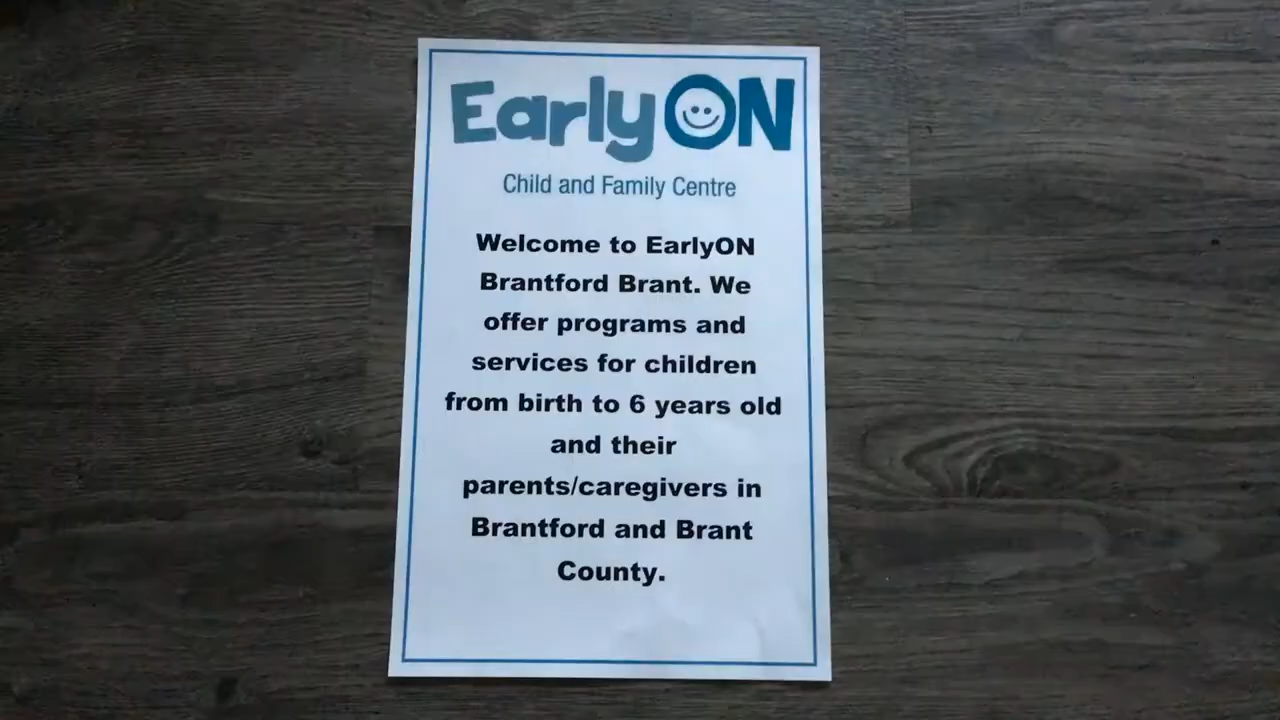 EarlyON
Child and Family Centre
Welcome to EarlyON
Brantford Brant. We
offer programs and
services for children
from birth to 6 years old
and their
parents/caregivers in
Brantford and Brant
County.